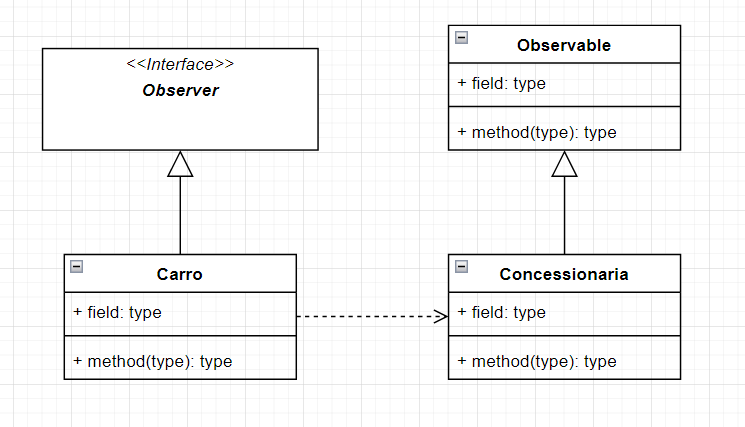 <<Interface>>
Observer
Observable
+ field: type
+ method(type): type
Carro
+ field: type
+ method(type): type
Concessionaria
+ field: type
+ method(type): type